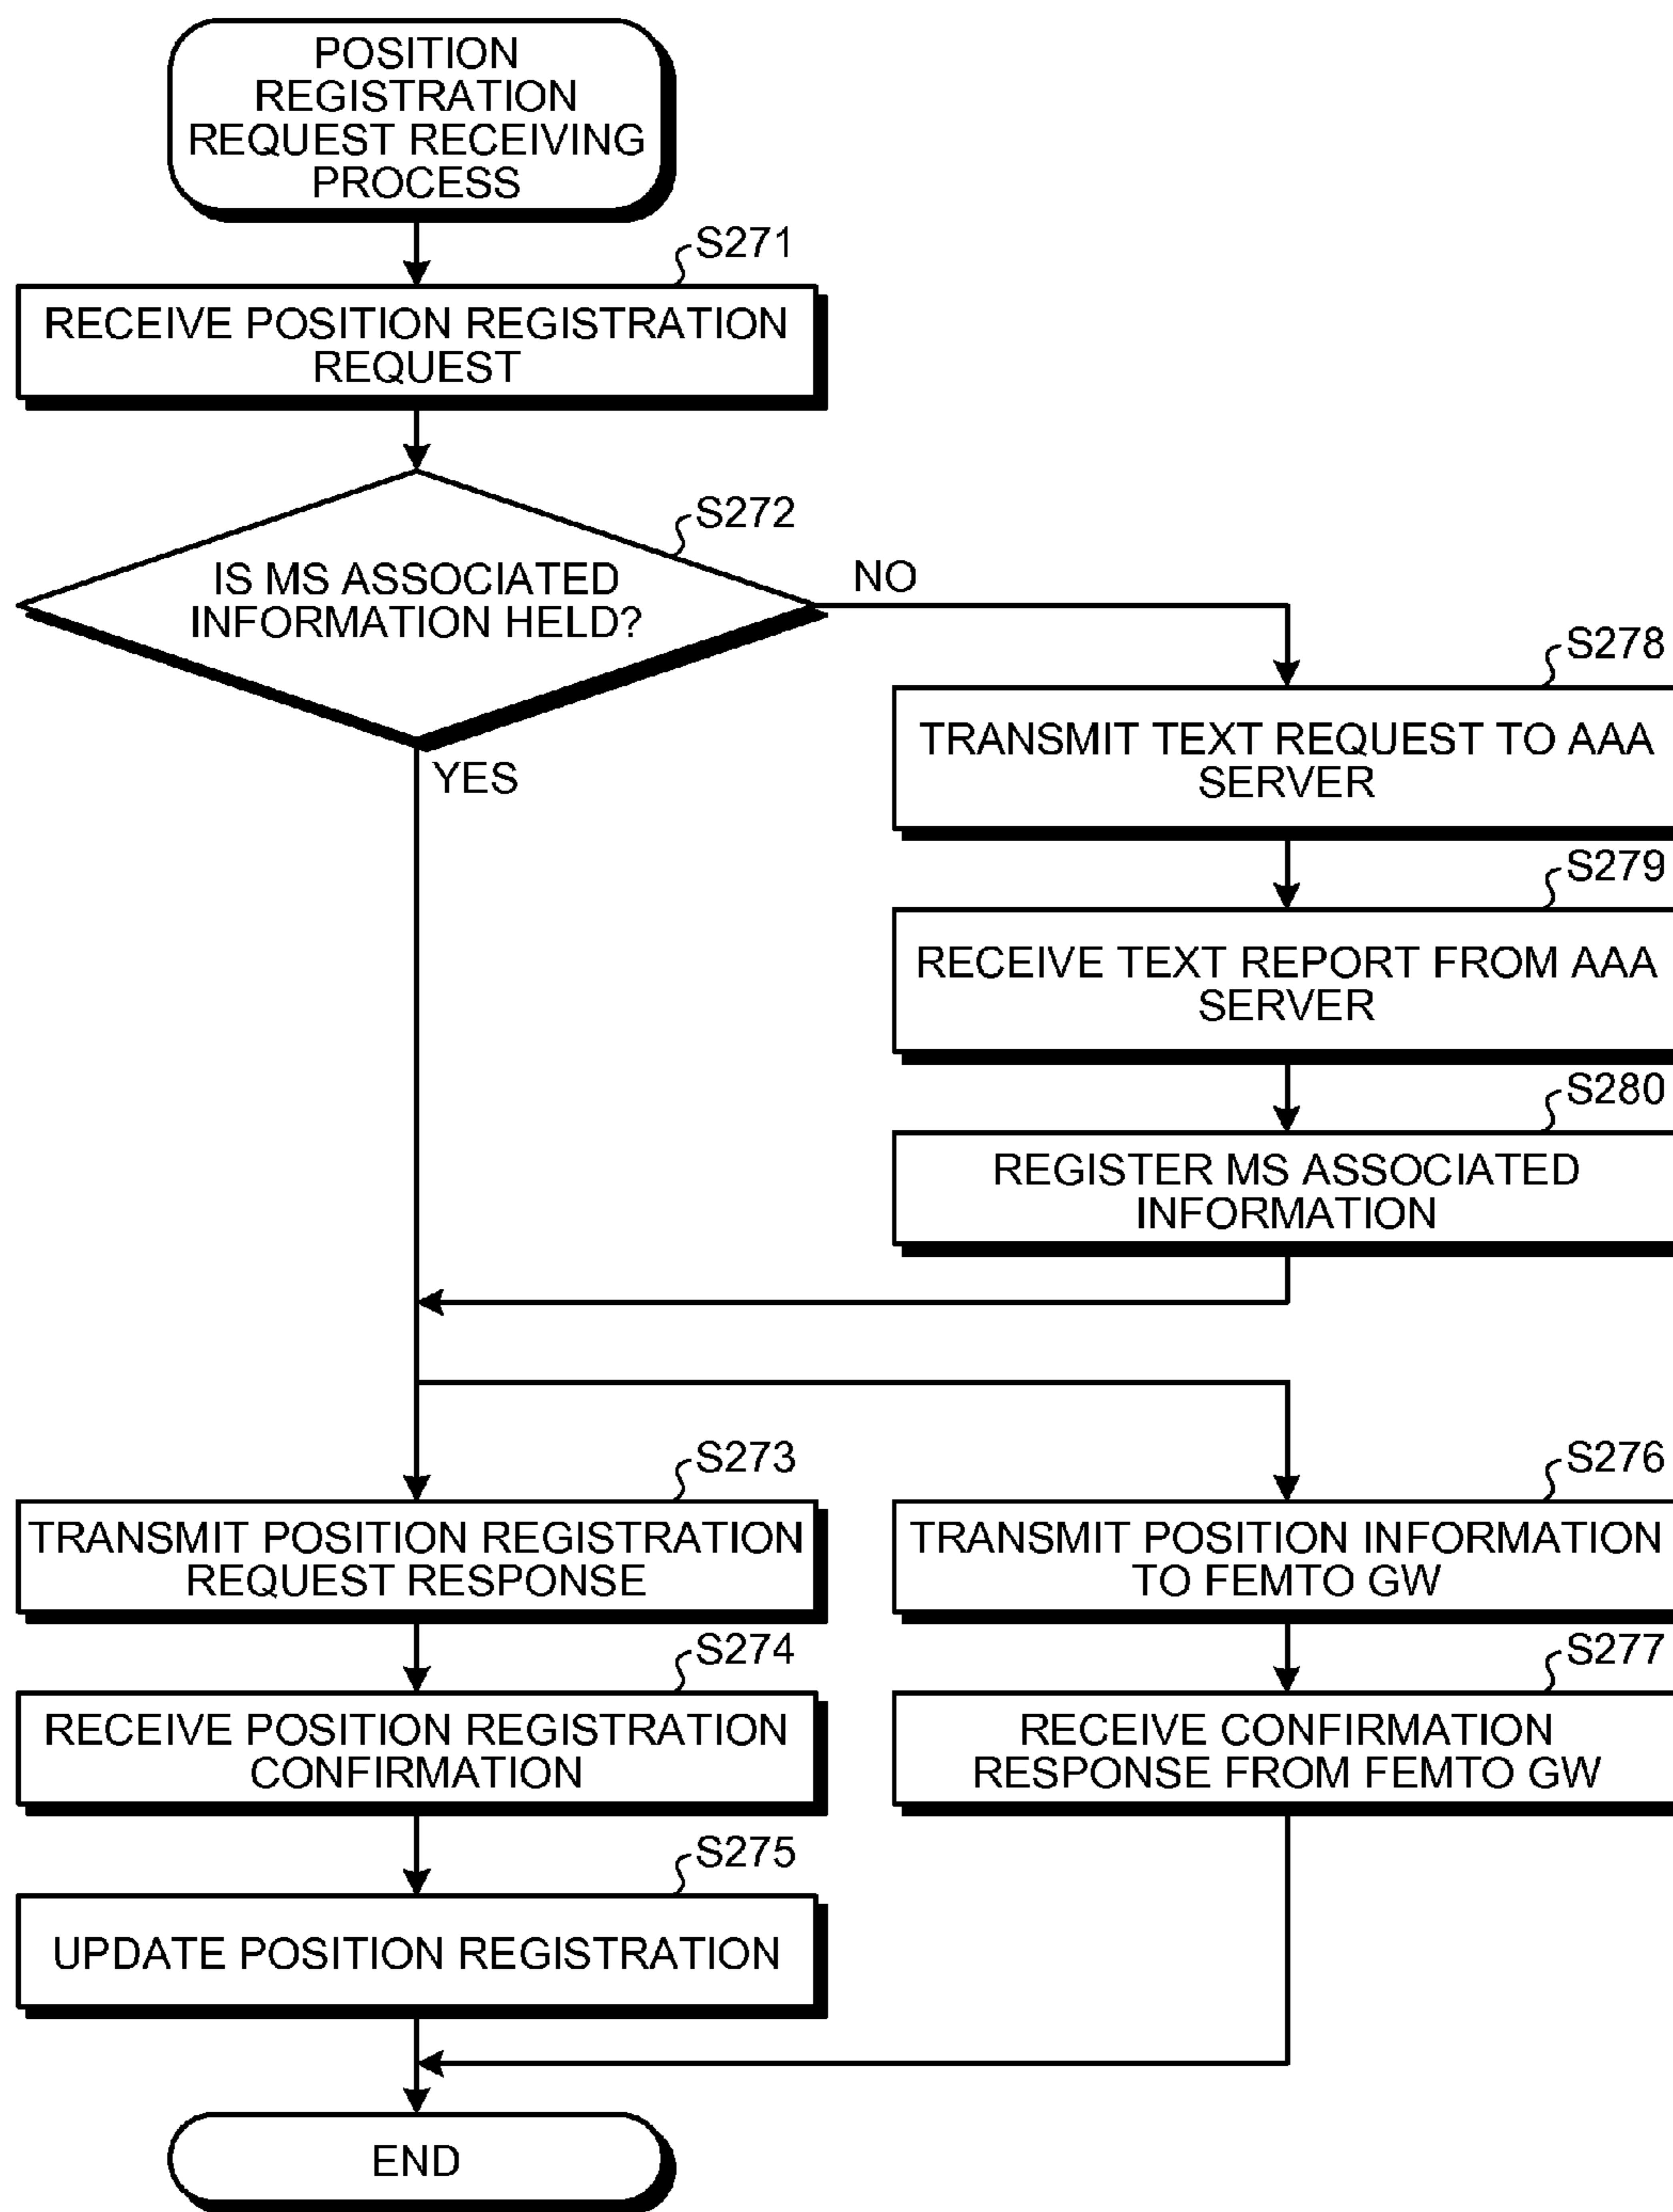 POSITION
REGISTRATION
REQUEST RECEIVING
PROCESS
S271
RECEIVE POSITION REGISTRATION
REQUEST
S272
IS MS ASSOCIATED
INFORMATION HELD?
NO
YES
S278
TRANSMIT TEXT REQUEST TO AAA
SERVER
S279
RECEIVE TEXT REPORT FROM AAA
SERVER
S280
REGISTER MS ASSOCIATED
INFORMATION
S273
TRANSMIT POSITION REGISTRATION
REQUEST RESPONSE
S276
TRANSMIT POSITION INFORMATION
TO FEMTO GW
S274
RECEIVE POSITION REGISTRATION
CONFIRMATION
S277
RECEIVE CONFIRMATION
RESPONSE FROM FEMTO GW
S275
UPDATE POSITION REGISTRATION
END